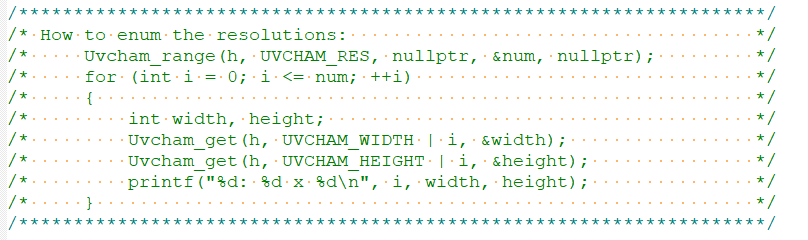 /**********************************************************************/
/* How to enum the resolutions:                                     */
/*     Uvcham_range(h, UVCHAM_RES, nullptr, &num, nullptr);         */
/*     for (int i = 0; i <= num; ++i)                               */
/*     {                                                            */
/*         int width, height;                                       */
/*         Uvcham_get(h, UVCHAM_WIDTH | i, &width);                 */
/*         Uvcham_get(h, UVCHAM_HEIGHT | i, &height);               */
/*         printf("%d: %d x %d\n", i, width, height);               */
/*     }                                                            */
/**********************************************************************/